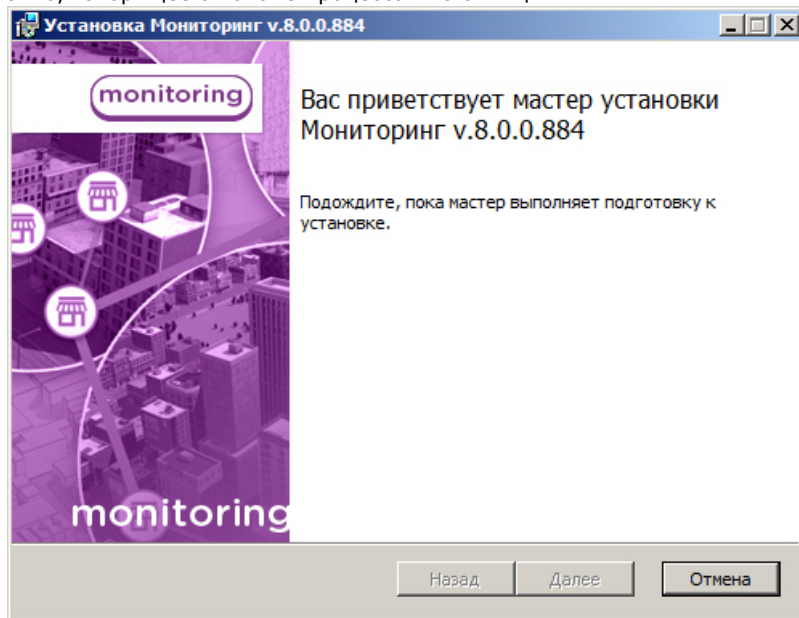 Установка Мониторинг v.8.0.0.884
monitoring
Вас приветствует мастер установки
Мониторинг v.8.0.0.884
Подождите, пока мастер выполняет подготовку к
установке.
monitoring
Назад
Далее
Отмена